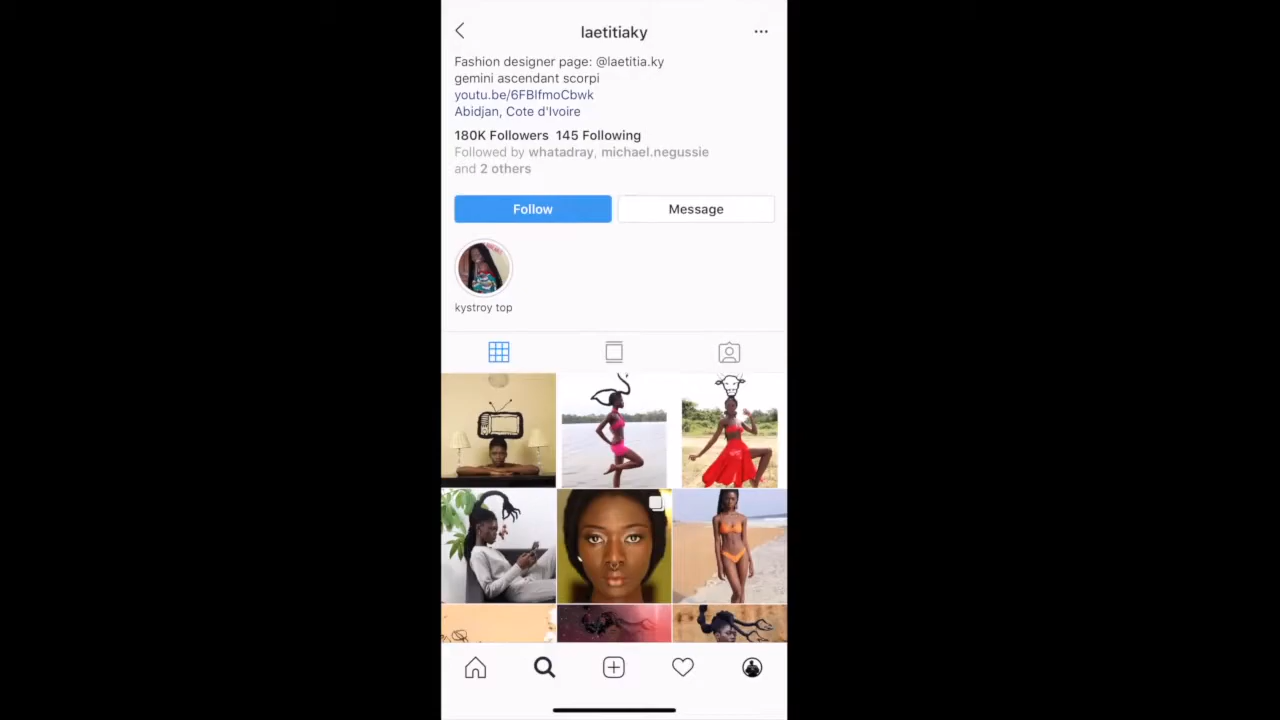 laetitiaky
Fashion designer page: @laetitia.ky
gemini ascendant scorpi
youtu.be/6FBIfmoCbwk
Abidjan, Cote d'Ivoire
180K Followers 145 Following
Followed by whatadray, michael.negussie
and 2 others
Follow
Message
kystroy top